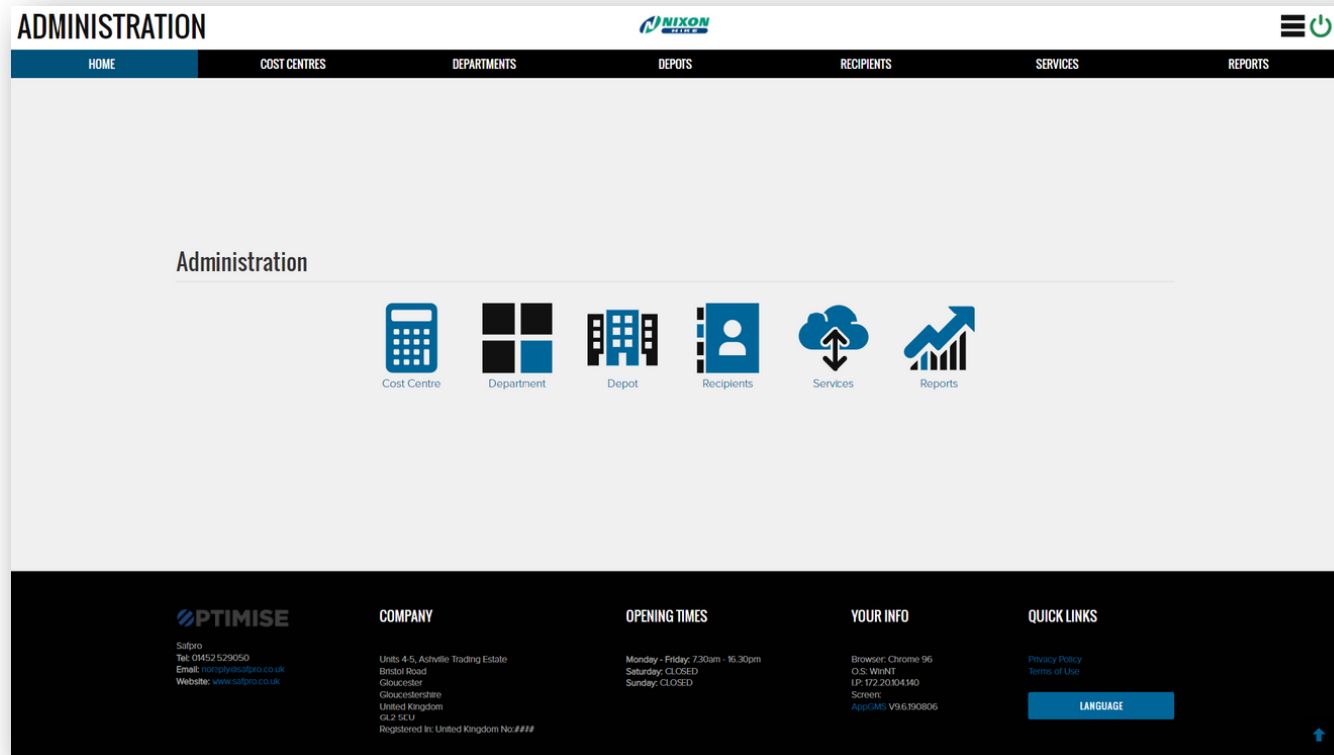 ADMINISTRATION
NIXON
HIRE
HOME COST CENTRES DEPARTMENTS DEPOTS RECIPIENTS SERVICES REPORTS
Administration
Cost Centre Department Depot Recipients Services Reports
OPTIMISE
Safpro
Tel: 01452 529050
Email: noreply@safpro.co.uk
Website: www.safpro.co.uk
COMPANY
Units 4-5, Ashville Trading Estate
Bristol Road
Gloucester
Gloucestershire
United Kingdom
GL2 5EU
Registered In: United Kingdom No:####
OPENING TIMES
Monday - Friday: 7.30am - 16.30pm
Saturday: CLOSED
Sunday: CLOSED
YOUR INFO
Browser: Chrome 96
O.S: WinNT
I.P: 172.20.104.140
Screen:
AppGMS V9.6.190806
QUICK LINKS
Privacy Policy
Terms of Use
LANGUAGE